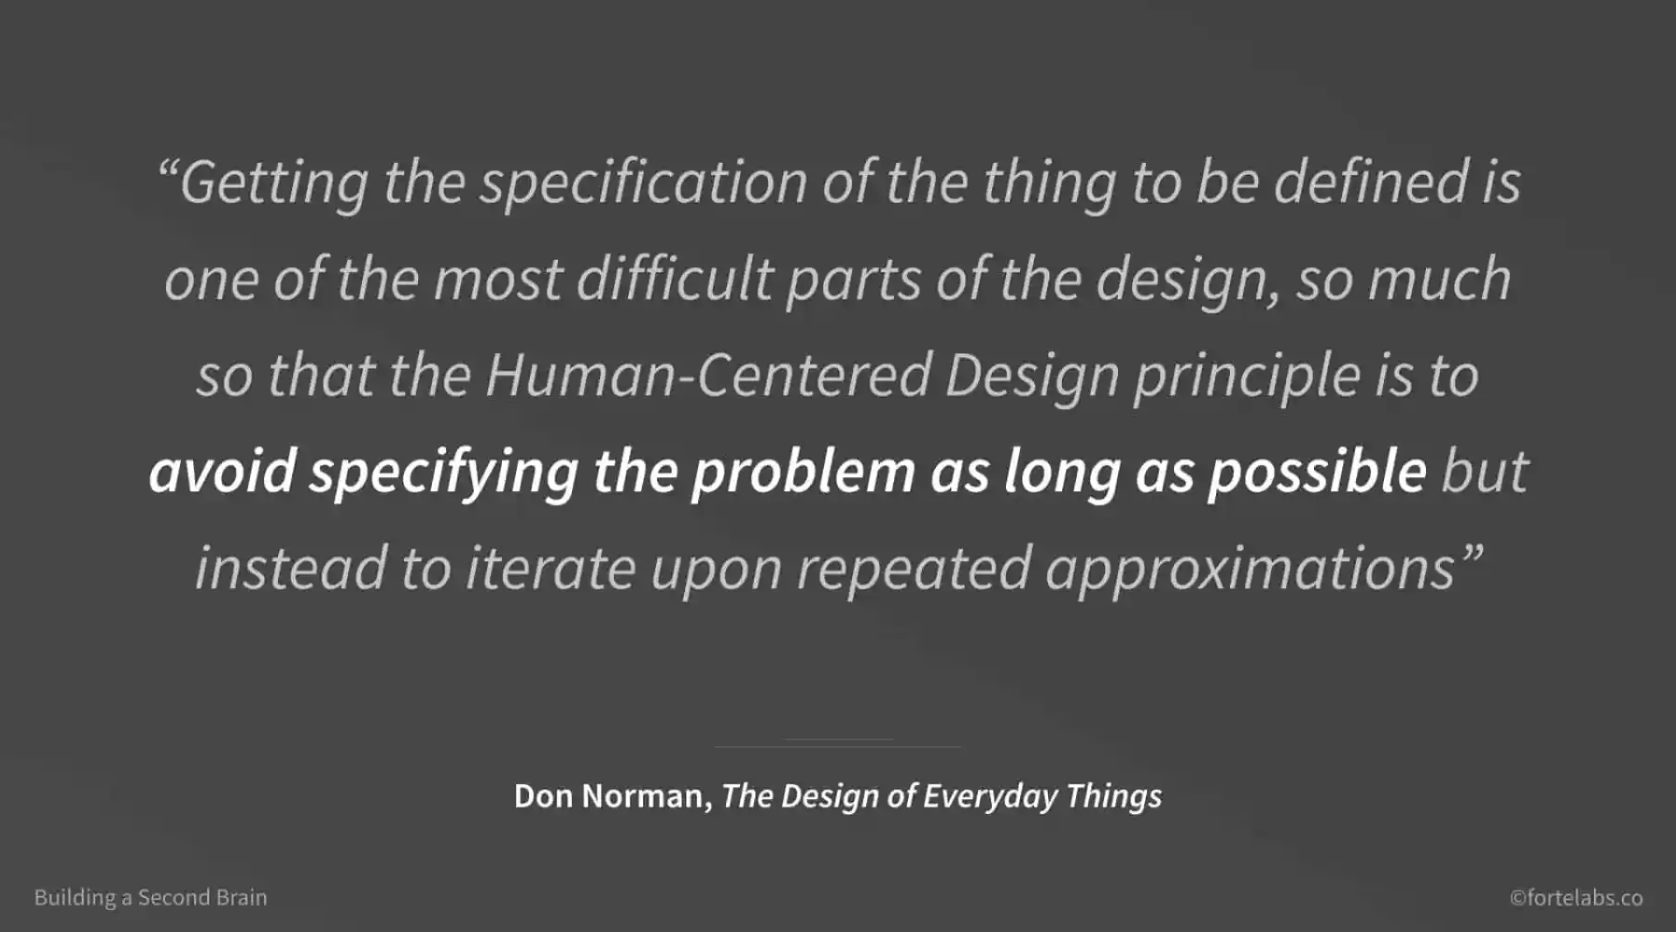 “Getting the specification of the thing to be defined is
one of the most difficult parts of the design, so much
so that the Human-Centered Design principle is to
avoid specifying the problem as long as possible but
instead to iterate upon repeated approximations”
Don Norman, The Design of Everyday Things
Building a Second Brain
©fortelabs.co